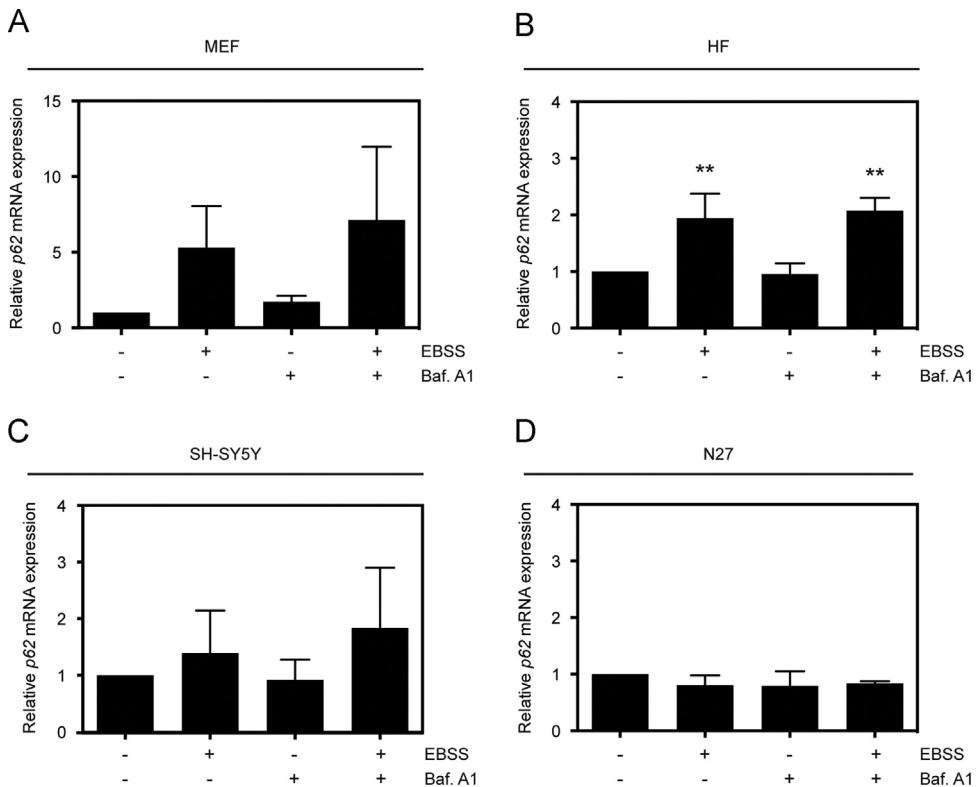 A
MEF
Relative p62 mRNA expression
15
10
5
0
- + - + EBSS
- - + + Baf. A1
B
HF
Relative p62 mRNA expression
4
3
2
1
0
** **
- + - + EBSS
- - + + Baf. A1
C
SH-SY5Y
Relative p62 mRNA expression
4
3
2
1
0
- + - + EBSS
- - + + Baf. A1
D
N27
Relative p62 mRNA expression
4
3
2
1
0
- + - + EBSS
- - + + Baf. A1